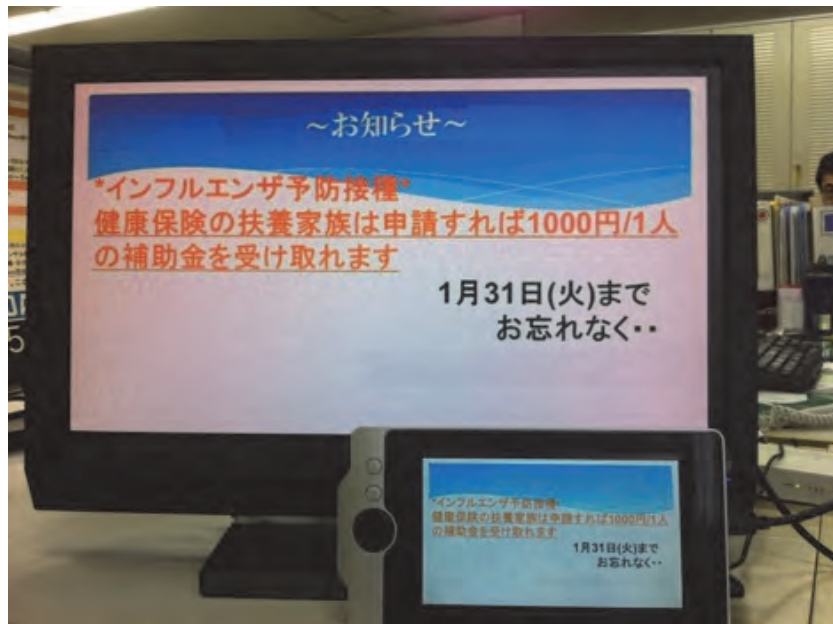 ～お知らせ～
*インフルエンザ予防接種*
健康保険の扶養家族は申請すれば1000円/1人
の補助金を受け取れます
1月31日(火)まで
お忘れなく・・
*インフルエンザ予防接種*
健康保険の扶養家族は申請すれば1000円/1人
の補助金を受け取れます
1月31日(火)まで
お忘れなく・・
5